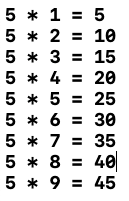 5 * 1 = 5
5 * 2 = 10
5 * 3 = 15
5 * 4 = 20
5 * 5 = 25
5 * 6 = 30
5 * 7 = 35
5 * 8 = 40
5 * 9 = 45